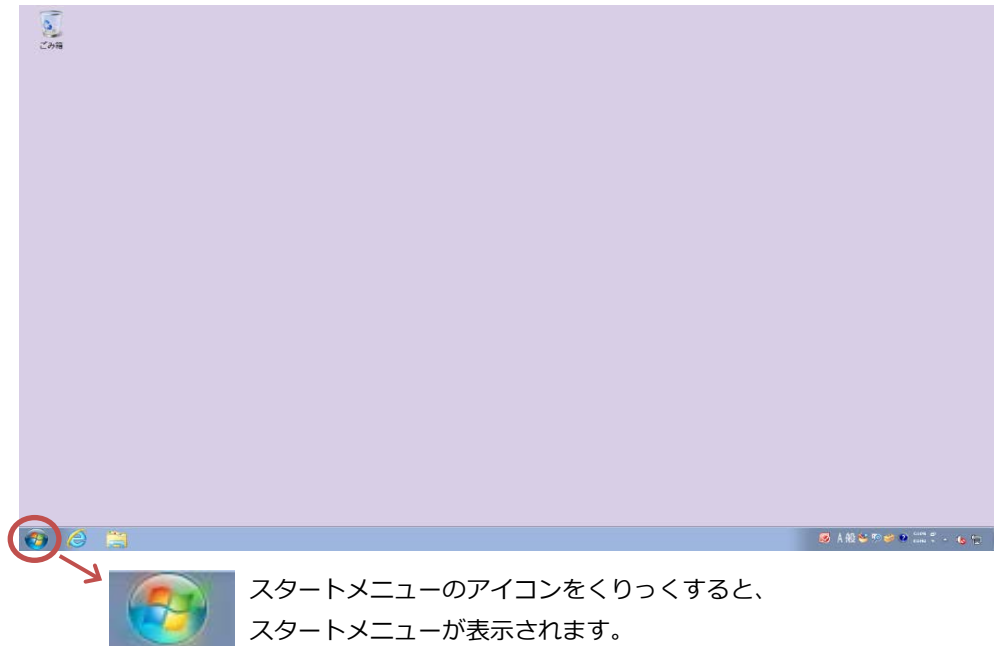 ごみ箱
A 般
スタートメニューのアイコンをくりっくすると、
スタートメニューが表示されます。